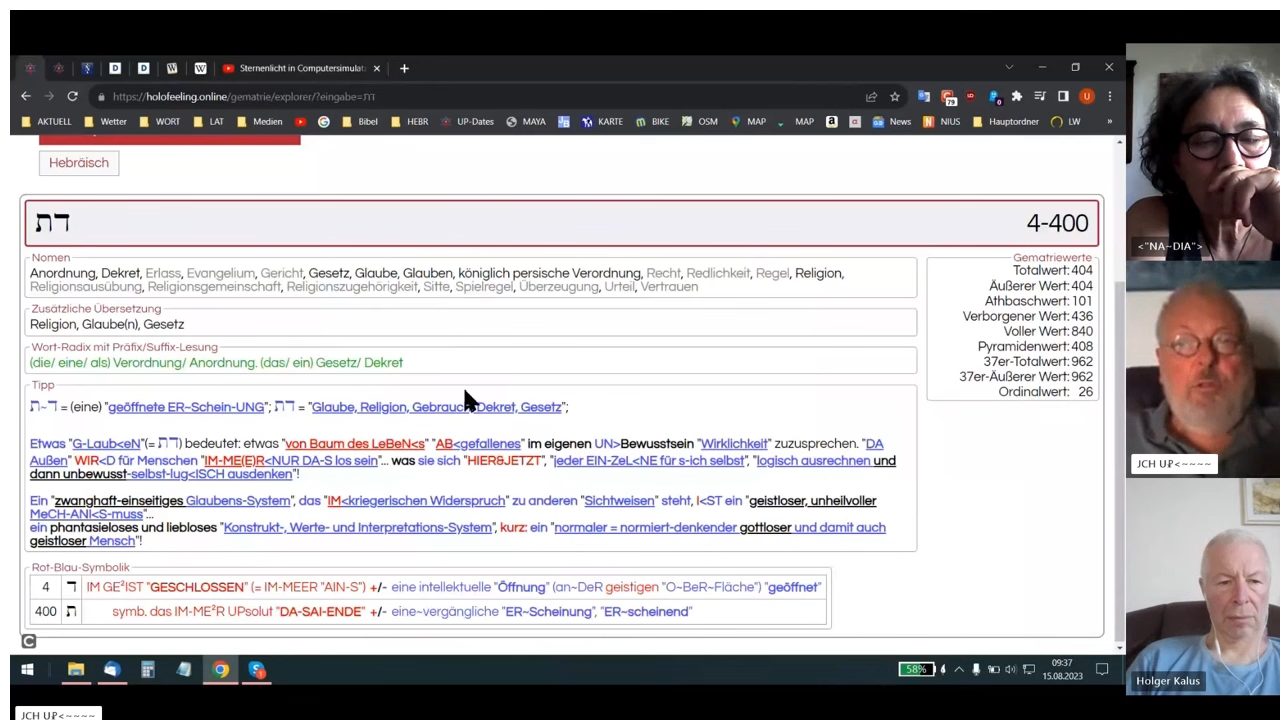 Sternenlicht in Computersimulat
https://holofeeling.online/gematrie/explorer/?eingabe=דת
79
0
U
AKTUELL Wetter WORT LAT Medien Bibel HEBR UP-Dates MAYA KARTE BIKE OSM MAP MAP News NIUS Hauptordner LW »
Hebräisch
דת 4-400
Nomen
Anordnung, Dekret, Erlass, Evangelium, Gericht, Gesetz, Glaube, Glauben, königlich persische Verordnung, Recht, Redlichkeit, Regel, Religion,
Religionsausübung, Religionsgemeinschaft, Religionszugehörigkeit, Sitte, Spielregel, Überzeugung, Urteil, Vertrauen
Zusätzliche Übersetzung
Religion, Glaube(n), Gesetz
Wort-Radix mit Präfix/Suffix-Lesung
(die/ eine/ als) Verordnung/ Anordnung. (das/ ein) Gesetz/ Dekret
Tipp
ד~ת = (eine) "geöffnete ER~Schein-UNG"; דת = "Glaube, Religion, Gebrauch, Dekret, Gesetz";
Etwas "G-Laub<eN"(= דת) bedeutet: etwas "von Baum des LeBeN<s" "AB<gefallenes" im eigenen UN>Bewusstsein "Wirklichkeit" zuzusprechen. "DA
Außen" WIR<D für Menschen "IM-ME(E)R<NUR DA-S los sein"... was sie sich "HIER&JETZT", "jeder EIN-ZeL<NE für s-ich selbst", "logisch ausrechnen und
dann unbewusst-selbst-lug<ISCH ausdenken"!
Ein "zwanghaft-einseitiges Glaubens-System", das "IM<kriegerischen Widerspruch" zu anderen "Sichtweisen" steht, I<ST ein "geistloser, unheilvoller
MeCH-ANI<S-muss"...
ein phantasieloses und liebloses "Konstrukt-, Werte- und Interpretations-System", kurz: ein "normaler = normiert-denkender gottloser und damit auch
geistloser Mensch"!
Gematriewerte
Totalwert: 404
Äußerer Wert: 404
Athbaschwert: 101
Verborgener Wert: 436
Voller Wert: 840
Pyramidenwert: 408
37er-Totalwert: 962
37er-Äußerer Wert: 962
Ordinalwert: 26
Rot-Blau-Symbolik
4 ד IM GE²IST "GESCHLOSSEN" (= IM-MEER "AIN-S") +/- eine intellektuelle "Öffnung" (an~DeR geistigen "O~BeR~Fläche") "geöffnet"
400 ת symb. das IM-ME²R UPsolut "DA-SAI-ENDE" +/- eine~vergängliche "ER~Scheinung", "ER~scheinend"
58%
09:37
15.08.2023
<"NA~DIA">
JCH UP<~~~~
Holger Kalus
JCH UP<~~~~